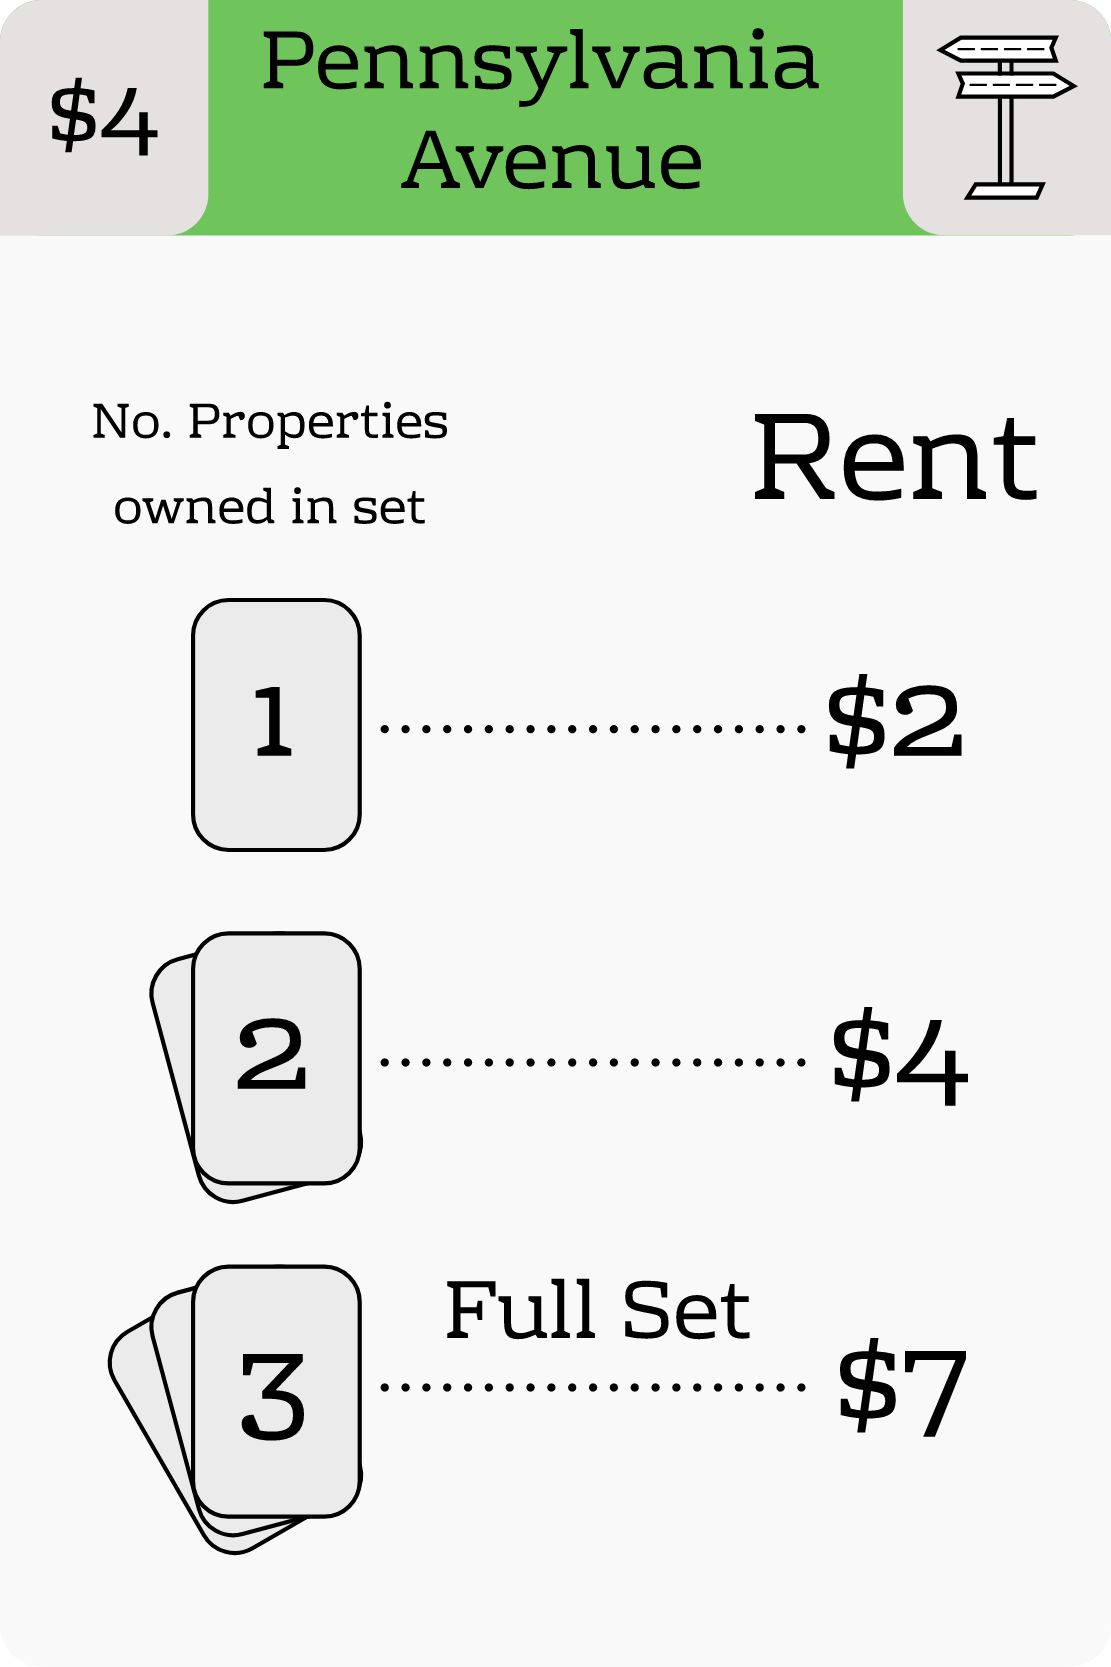 $4
Pennsylvania
Avenue
No. Properties
owned in set
Rent
1 $2
2 $4
Full Set
3 $7